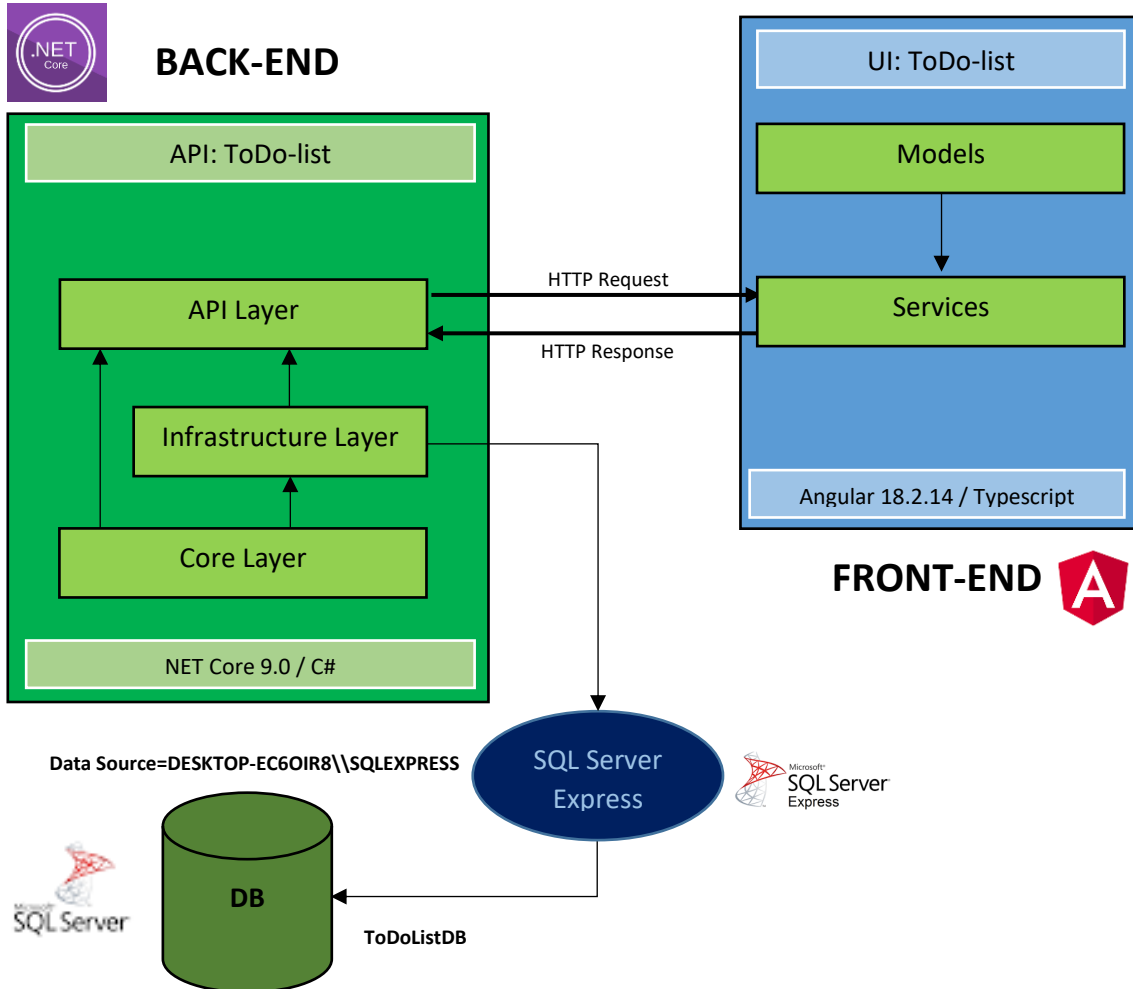 .NET
Core
BACK-END
API: ToDo-list
API Layer
Infrastructure Layer
Core Layer
NET Core 9.0 / C#
HTTP Request
HTTP Response
UI: ToDo-list
Models
Services
Angular 18.2.14 / Typescript
FRONT-END
A
Data Source=DESKTOP-EC6OIR8\\SQLEXPRESS
SQL Server
Express
Microsoft
SQL Server
Express
Microsoft
SQL Server
DB
ToDoListDB